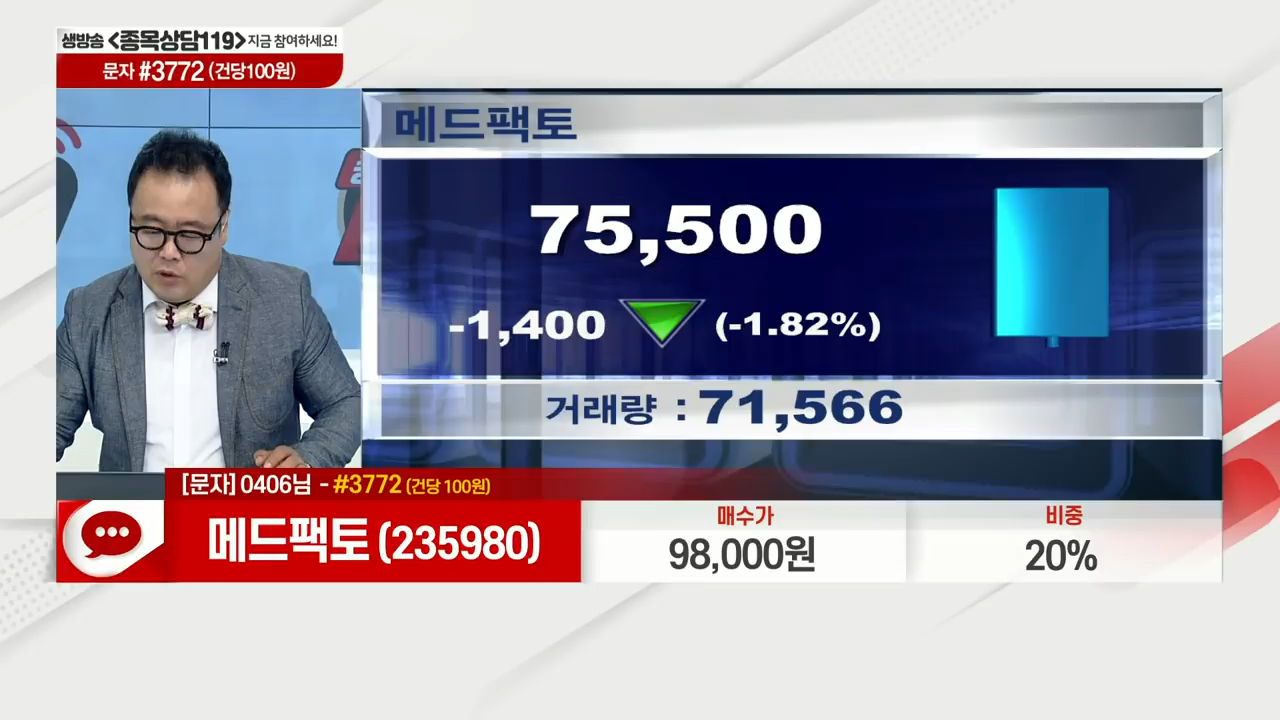 생방송 <종목상담119> 지금 참여하세요!
문자 #3772 (건당100원)
메드팩토
75,500
-1,400 (-1.82%)
거래량 : 71,566
[문자] 0406님 - #3772 (건당 100원)
메드팩토 (235980)
매수가
98,000원
비중
20%